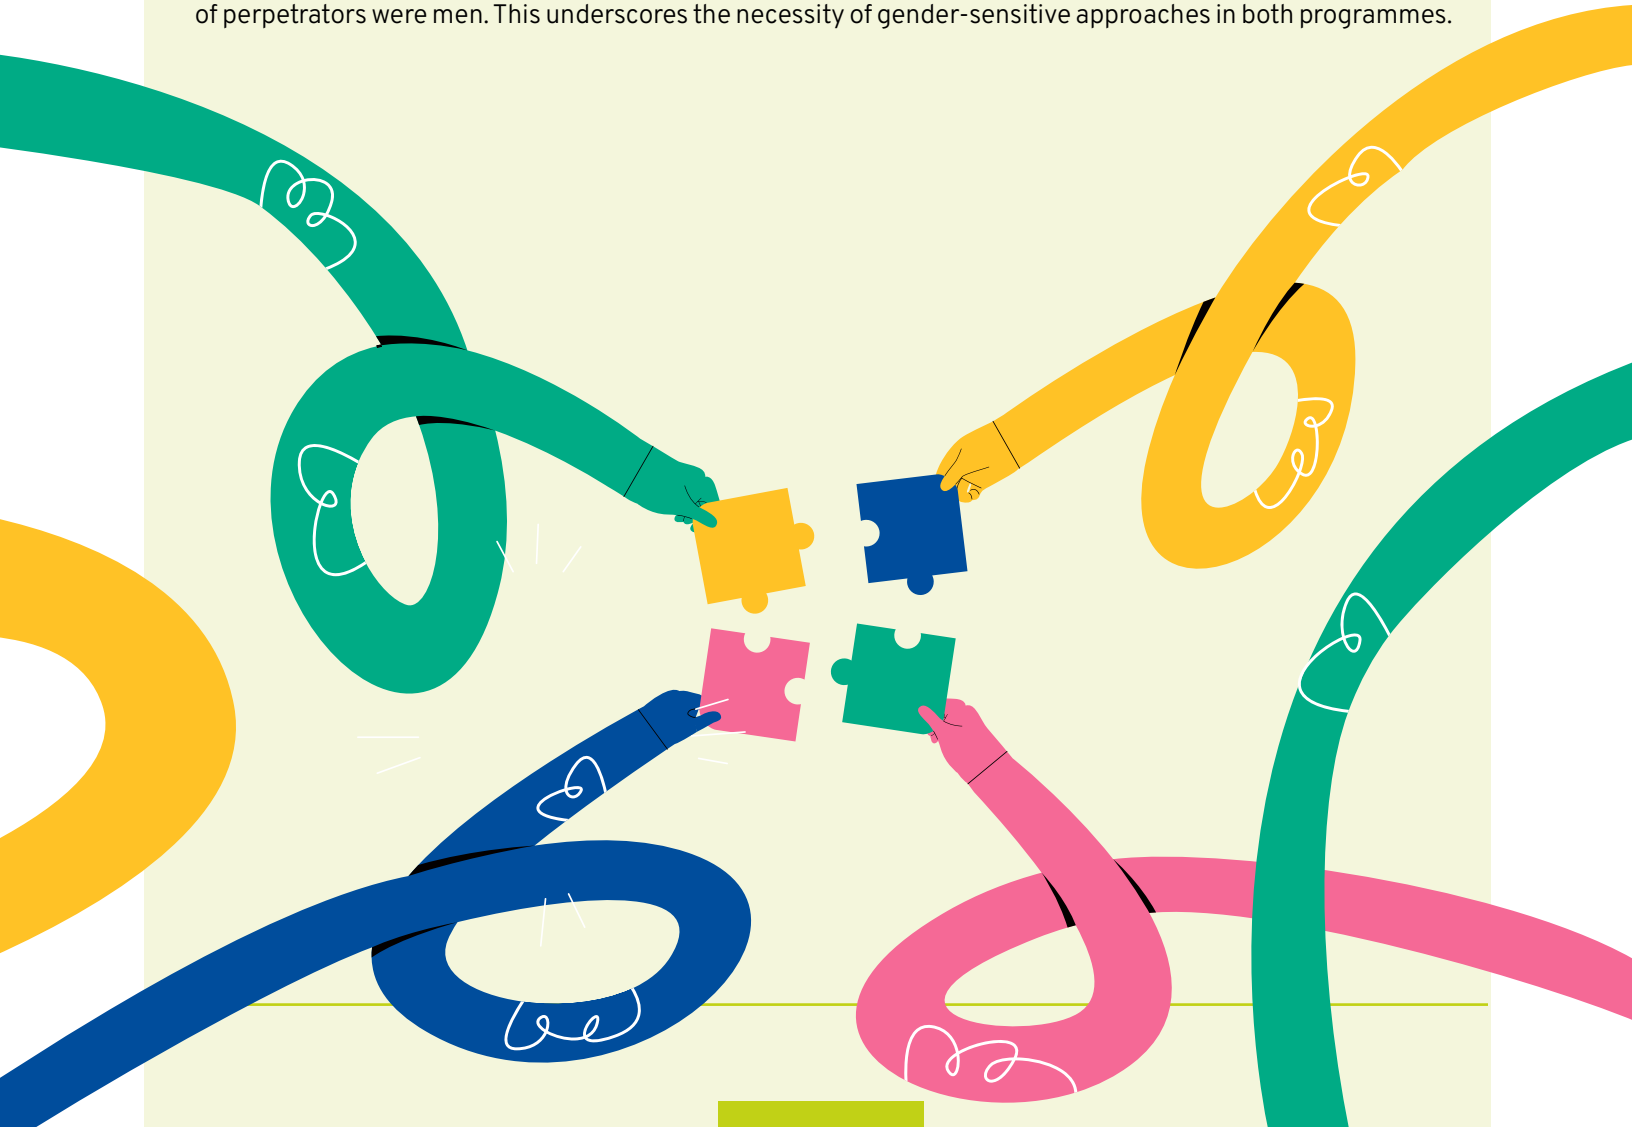 of perpetrators were men. This underscores the necessity of gender-sensitive approaches in both programmes.